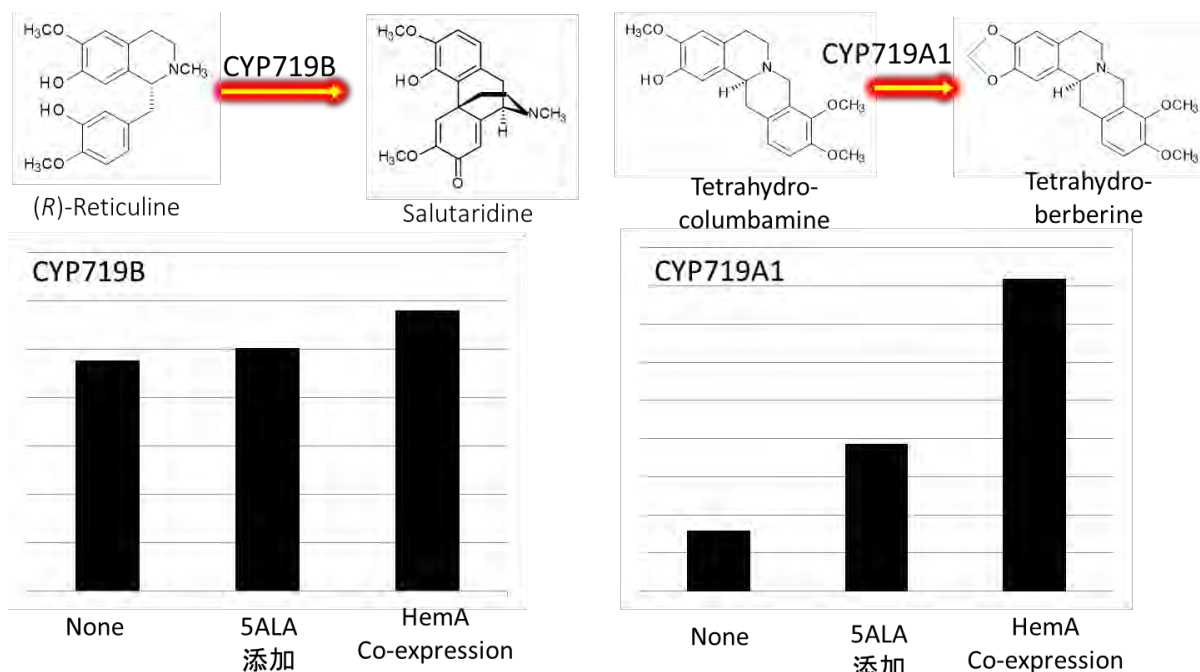 H₃CO
HO
NCH₃
HO
H₃CO
(R)-Reticuline
CYP719B
H₃CO
HO
NCH₃
H
H₃CO
O
Salutaridine
H₃CO
HO
N
H
OCH₃
OCH₃
Tetrahydro-
columbamine
CYP719A1
O
O
N
H
OCH₃
OCH₃
Tetrahydro-
berberine
CYP719B
None
5ALA
添加
HemA
Co-expression
CYP719A1
None
5ALA
添加
HemA
Co-expression